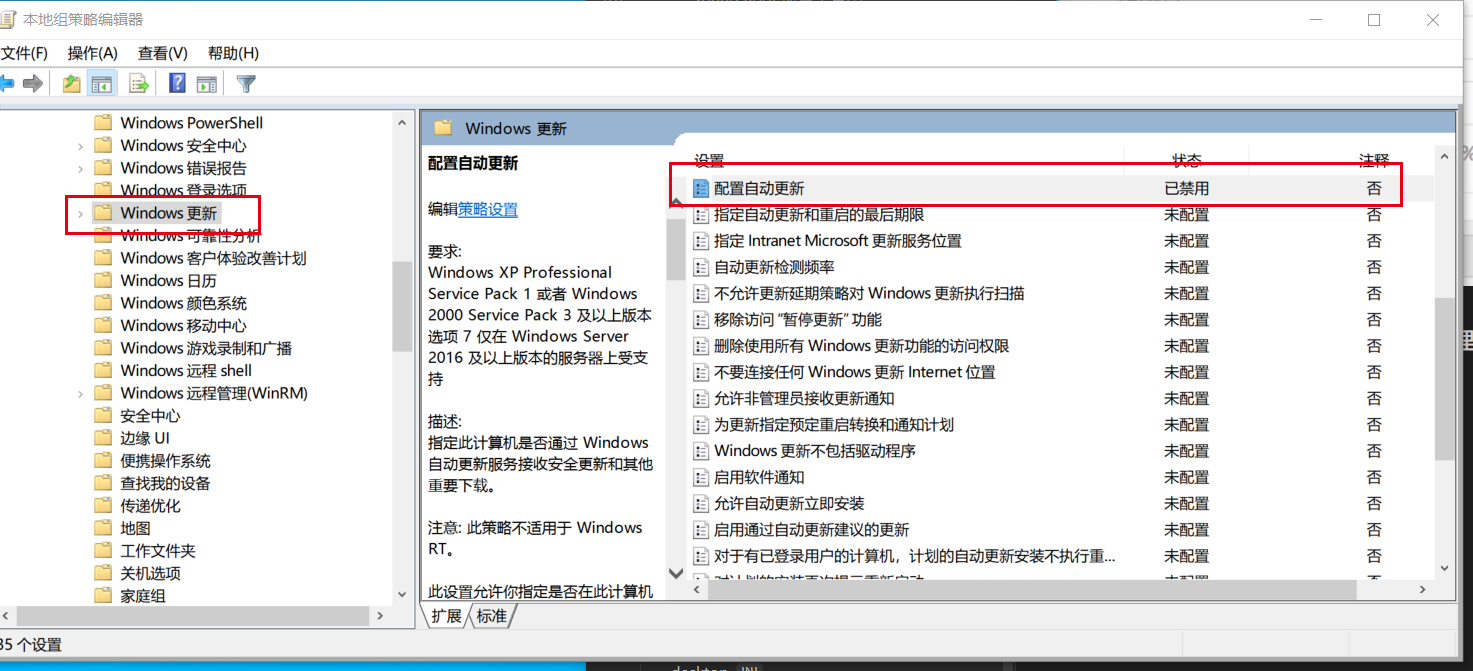 本地组策略编辑器
文件(F) 操作(A) 查看(V) 帮助(H)
Windows PowerShell
Windows 安全中心
Windows 错误报告
Windows 登录选项
Windows 更新
Windows 可靠性分析
Windows 客户体验改善计划
Windows 日历
Windows 颜色系统
Windows 移动中心
Windows 游戏录制和广播
Windows 远程 shell
Windows 远程管理(WinRM)
安全中心
边缘 UI
便携操作系统
查找我的设备
传递优化
地图
工作文件夹
关机选项
家庭组
Windows 更新
配置自动更新
编辑策略设置
要求:
Windows XP Professional
Service Pack 1 或者 Windows
2000 Service Pack 3 及以上版本
选项 7 仅在 Windows Server
2016 及以上版本的服务器上受支
持
描述:
指定此计算机是否通过 Windows
自动更新服务接收安全更新和其他
重要下载。
注意: 此策略不适用于 Windows
RT。
此设置允许你指定是否在此计算机
设置 状态 注释
配置自动更新 已禁用 否
指定自动更新和重启的最后期限 未配置 否
指定 Intranet Microsoft 更新服务位置 未配置 否
自动更新检测频率 未配置 否
不允许更新延期策略对 Windows 更新执行扫描 未配置 否
移除访问“暂停更新”功能 未配置 否
删除使用所有 Windows 更新功能的访问权限 未配置 否
不要连接任何 Windows 更新 Internet 位置 未配置 否
允许非管理员接收更新通知 未配置 否
为更新指定预定重启转换和通知计划 未配置 否
Windows 更新不包括驱动程序 未配置 否
启用软件通知 未配置 否
允许自动更新立即安装 未配置 否
启用通过自动更新建议的更新 未配置 否
对于有已登录用户的计算机，计划的自动更新安装不执行重... 未配置 否
扩展 标准
35 个设置